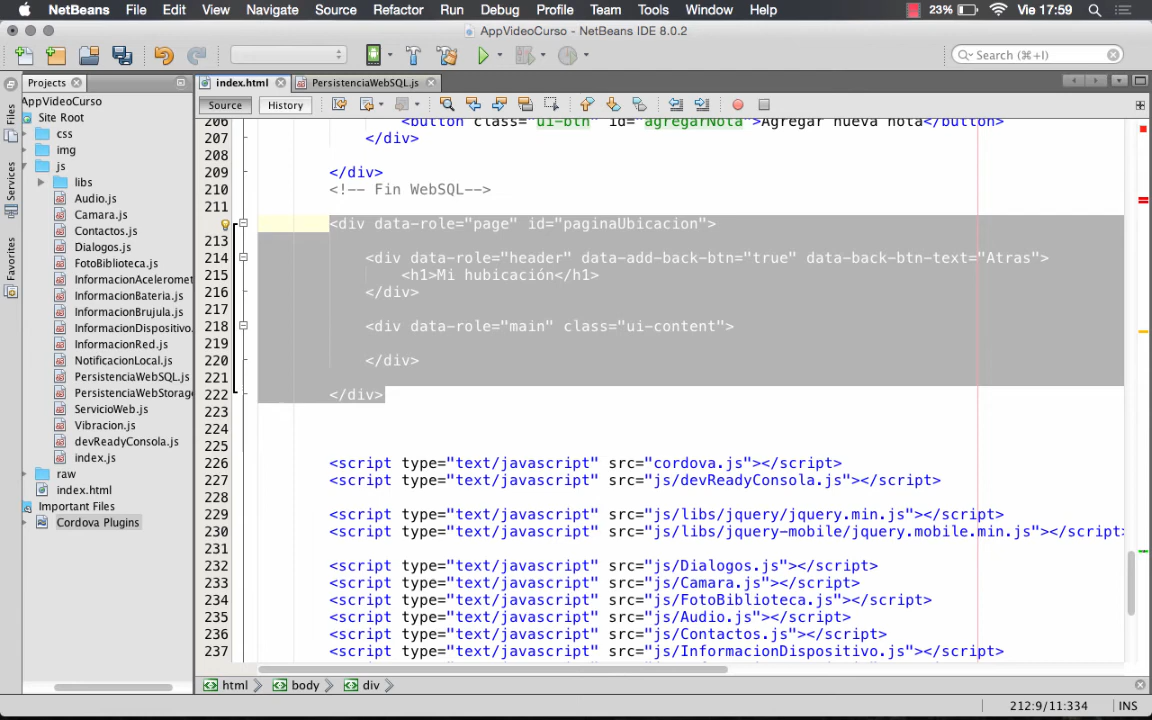 NetBeans File Edit View Navigate Source Refactor Run Debug Profile Team Tools Window Help 23% Vie 17:59
AppVideoCurso - NetBeans IDE 8.0.2
Search (⌘+I)
Projects index.html PersistenciaWebSQL.js
Source History
Files
Services
Favorites
AppVideoCurso
Site Root
css
img
js
libs
Audio.js
Camara.js
Contactos.js
Dialogos.js
FotoBiblioteca.js
InformacionAceleromet
InformacionBateria.js
InformacionBrujula.js
InformacionDispositivo.
InformacionRed.js
NotificacionLocal.js
PersistenciaWebSQL.js
PersistenciaWebStorage
ServicioWeb.js
Vibracion.js
devReadyConsola.js
index.js
raw
index.html
Important Files
Cordova Plugins
206 <button class="ui-btn" id="agregarNota">Agregar nueva nota</button>
207 </div>
208
209 </div>
210 <!-- Fin WebSQL-->
211
<div data-role="page" id="paginaUbicacion">
213
214 <div data-role="header" data-add-back-btn="true" data-back-btn-text="Atras">
215 <h1>Mi hubicación</h1>
216 </div>
217
218 <div data-role="main" class="ui-content">
219
220 </div>
221
222 </div>
223
224
225
226 <script type="text/javascript" src="cordova.js"></script>
227 <script type="text/javascript" src="js/devReadyConsola.js"></script>
228
229 <script type="text/javascript" src="js/libs/jquery/jquery.min.js"></script>
230 <script type="text/javascript" src="js/libs/jquery-mobile/jquery.mobile.min.js"></script>
231
232 <script type="text/javascript" src="js/Dialogos.js"></script>
233 <script type="text/javascript" src="js/Camara.js"></script>
234 <script type="text/javascript" src="js/FotoBiblioteca.js"></script>
235 <script type="text/javascript" src="js/Audio.js"></script>
236 <script type="text/javascript" src="js/Contactos.js"></script>
237 <script type="text/javascript" src="js/InformacionDispositivo.js"></script>
html body div
212:9/11:334 INS